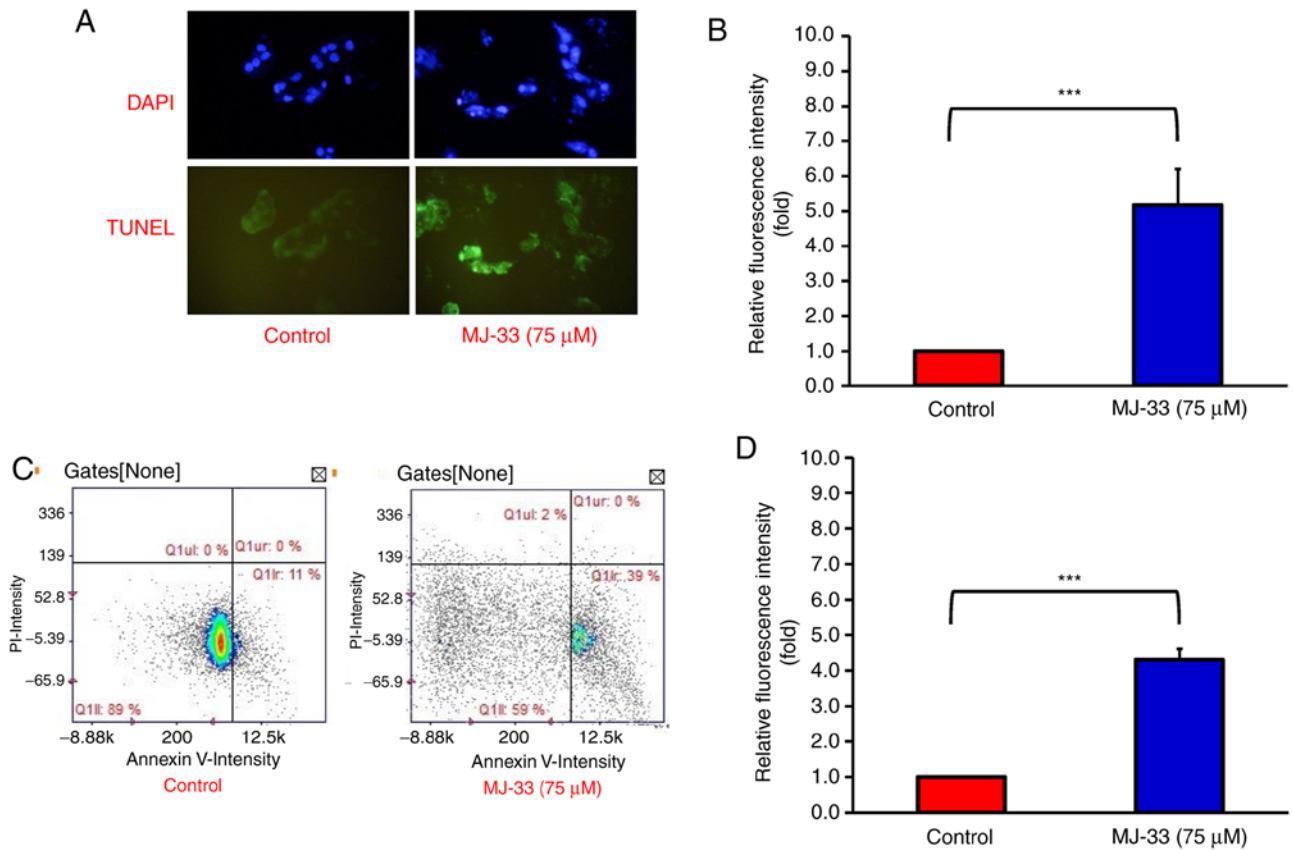 A
DAPI
TUNEL
Control
MJ-33 (75 μM)
B
Relative fluorescence intensity
(fold)
10.0
9.0
8.0
7.0
6.0
5.0
4.0
3.0
2.0
1.0
0.0
***
Control
MJ-33 (75 μM)
C
Gates[None]
Q1ul: 0 %
Q1ur: 0 %
Q1lr: 11 %
Q1ll: 89 %
PI-Intensity
336
139
52.8
−5.39
−65.9
−8.88k
200
12.5k
Annexin V-Intensity
Control
Gates[None]
Q1ul: 2 %
Q1ur: 0 %
Q1lr: 39 %
Q1ll: 59 %
PI-Intensity
336
139
52.8
−5.39
−65.9
−8.88k
200
12.5k
Annexin V-Intensity
MJ-33 (75 μM)
D
Relative fluorescence intensity
(fold)
10.0
9.0
8.0
7.0
6.0
5.0
4.0
3.0
2.0
1.0
0.0
***
Control
MJ-33 (75 μM)